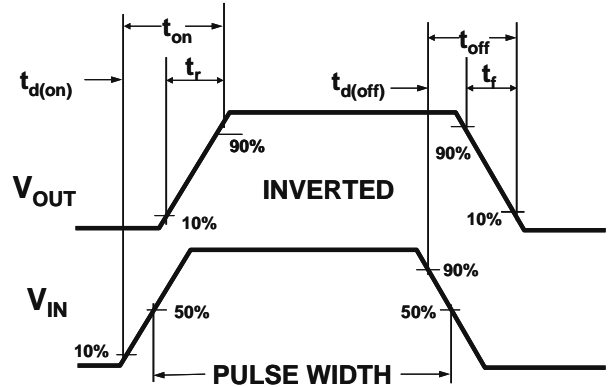 t_on t_off
t_d(on) t_r t_d(off) t_f
90% 90%
V_OUT INVERTED
10% 10%
90%
V_IN 50% 50%
10%
PULSE WIDTH